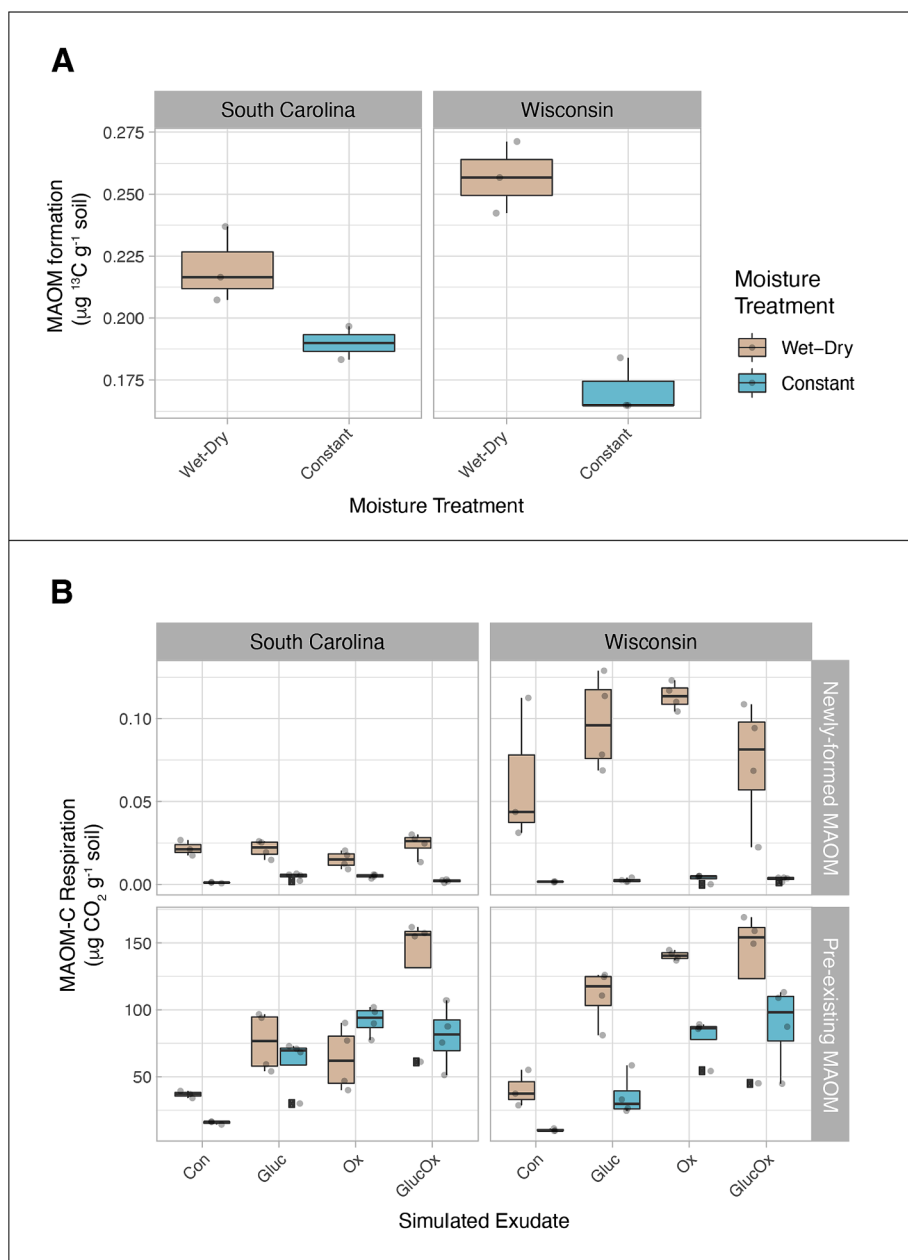 A
South Carolina
Wisconsin
MAOM formation
(µg ¹³C g⁻¹ soil)
0.275
0.250
0.225
0.200
0.175
Wet-Dry
Constant
Wet-Dry
Constant
Moisture Treatment
Moisture
Treatment
Wet–Dry
Constant
B
South Carolina
Wisconsin
MAOM-C Respiration
(µg CO₂ g⁻¹ soil)
0.10
0.05
0.00
Newly-formed MAOM
150
100
50
Pre-existing MAOM
Con
Gluc
Ox
GlucOx
Con
Gluc
Ox
GlucOx
Simulated Exudate